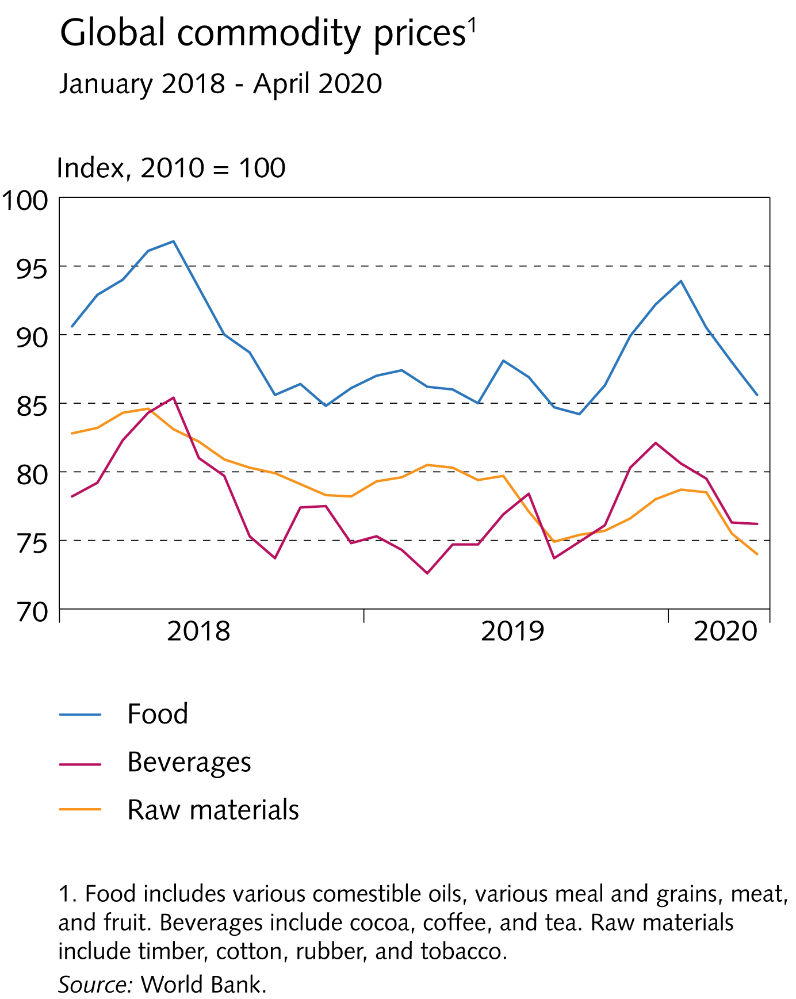 Global commodity prices¹
January 2018 - April 2020
Index, 2010 = 100
100
95
90
85
80
75
70
2018 2019 2020
Food
Beverages
Raw materials
1. Food includes various comestible oils, various meal and grains, meat,
and fruit. Beverages include cocoa, coffee, and tea. Raw materials
include timber, cotton, rubber, and tobacco.
Source: World Bank.